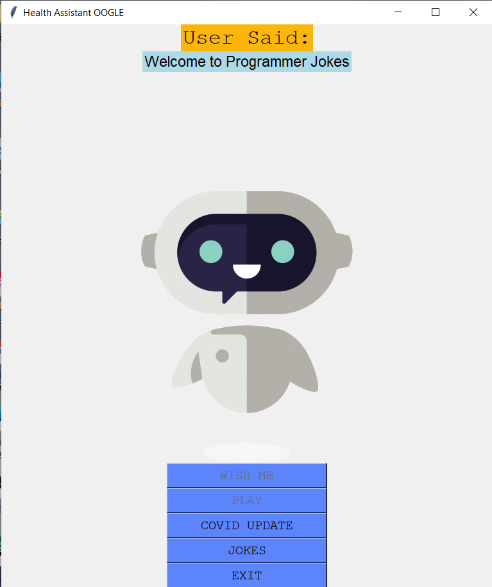 Health Assistant OOGLE
User Said:
Welcome to Programmer Jokes
WISH ME
PLAY
COVID UPDATE
JOKES
EXIT